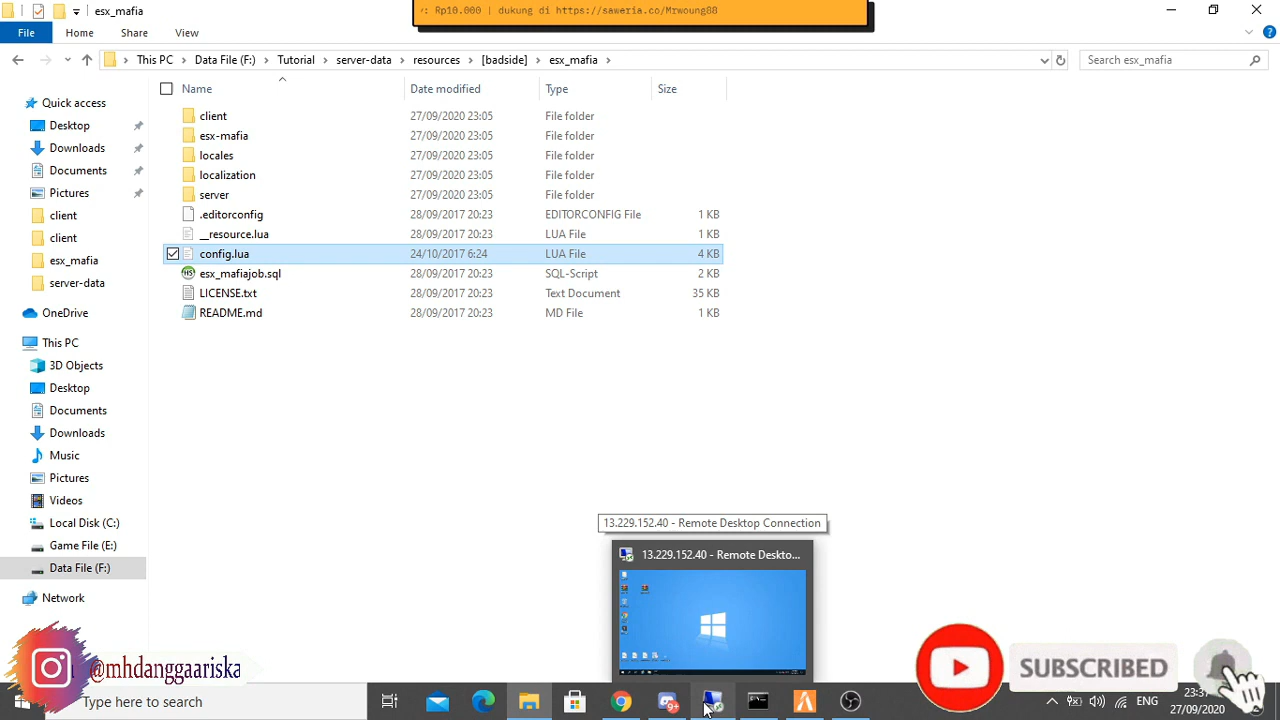 esx_mafia
/: Rp10.000 | dukung di https://saweria.co/Mrwoung88
File Home Share View
This PC Data File (F:) Tutorial server-data resources [badside] esx_mafia
Search esx_mafia
Name Date modified Type Size
Quick access
Desktop
Downloads
Documents
Pictures
client
client
esx_mafia
server-data
OneDrive
This PC
3D Objects
Desktop
Documents
Downloads
Music
Pictures
Videos
Local Disk (C:)
Game File (E:)
Data File (F:)
Network
client 27/09/2020 23:05 File folder
esx-mafia 27/09/2020 23:05 File folder
locales 27/09/2020 23:05 File folder
localization 27/09/2020 23:05 File folder
server 27/09/2020 23:05 File folder
.editorconfig 28/09/2017 20:23 EDITORCONFIG File 1 KB
__resource.lua 28/09/2017 20:23 LUA File 1 KB
config.lua 24/10/2017 6:24 LUA File 4 KB
esx_mafiajob.sql 28/09/2017 20:23 SQL-Script 2 KB
LICENSE.txt 28/09/2017 20:23 Text Document 35 KB
README.md 28/09/2017 20:23 MD File 1 KB
13.229.152.40 - Remote Desktop Connection
13.229.152.40 - Remote Deskto...
@mhdanggaariska
SUBSCRIBED
Type here to search
ENG
27/09/2020